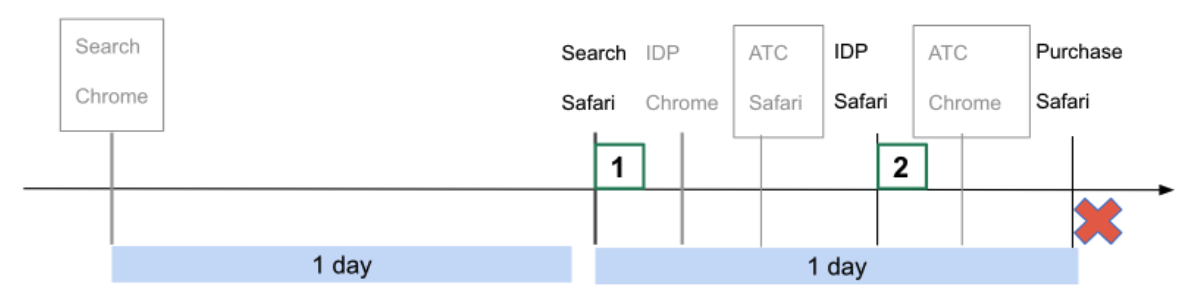 Search
Chrome
Search
Safari
IDP
Chrome
ATC
Safari
IDP
Safari
ATC
Chrome
Purchase
Safari
1
2
1 day
1 day